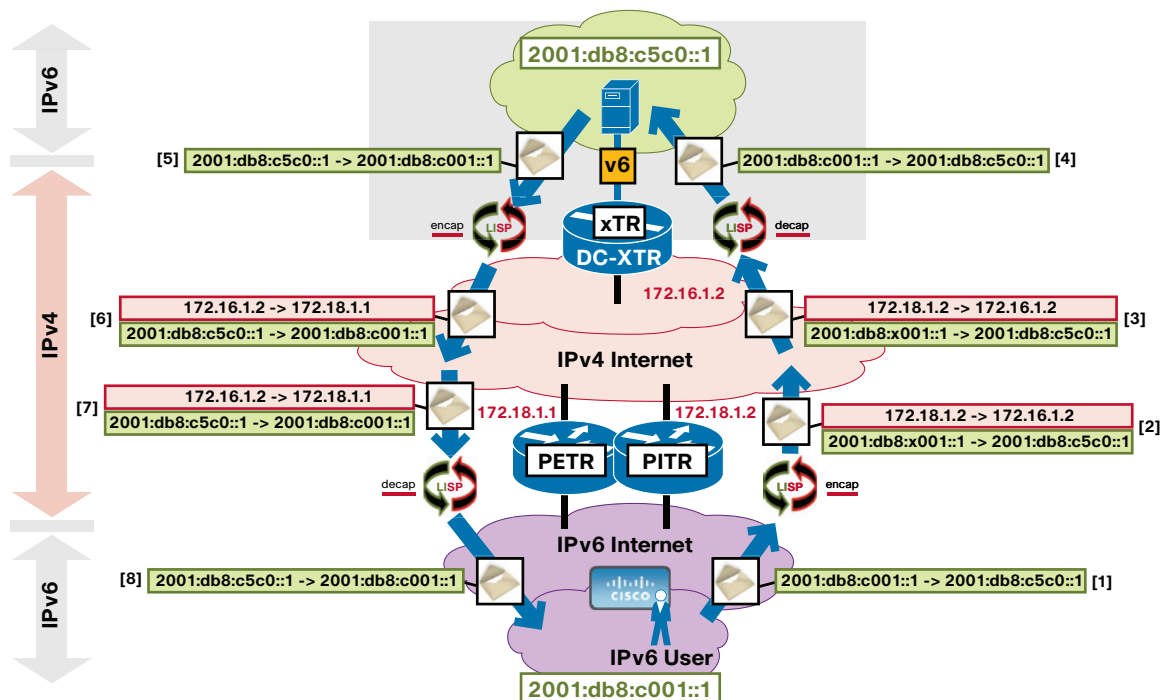 2001:db8:c5c0::1
IPv6
[5] 2001:db8:c5c0::1 -> 2001:db8:c001::1
v6
2001:db8:c001::1 -> 2001:db8:c5c0::1 [4]
encap
LISP
xTR
DC-XTR
LISP
decap
172.16.1.2
IPv4
[6]
172.16.1.2 -> 172.18.1.1
2001:db8:c5c0::1 -> 2001:db8:c001::1
172.18.1.2 -> 172.16.1.2
2001:db8:x001::1 -> 2001:db8:c5c0::1
[3]
IPv4 Internet
[7]
172.16.1.2 -> 172.18.1.1
2001:db8:c5c0::1 -> 2001:db8:c001::1
172.18.1.1
172.18.1.2
172.18.1.2 -> 172.16.1.2
2001:db8:x001::1 -> 2001:db8:c5c0::1
[2]
PETR
PITR
decap
LISP
LISP
encap
IPv6
IPv6 Internet
[8] 2001:db8:c5c0::1 -> 2001:db8:c001::1
CISCO
2001:db8:c001::1 -> 2001:db8:c5c0::1 [1]
IPv6 User
2001:db8:c001::1